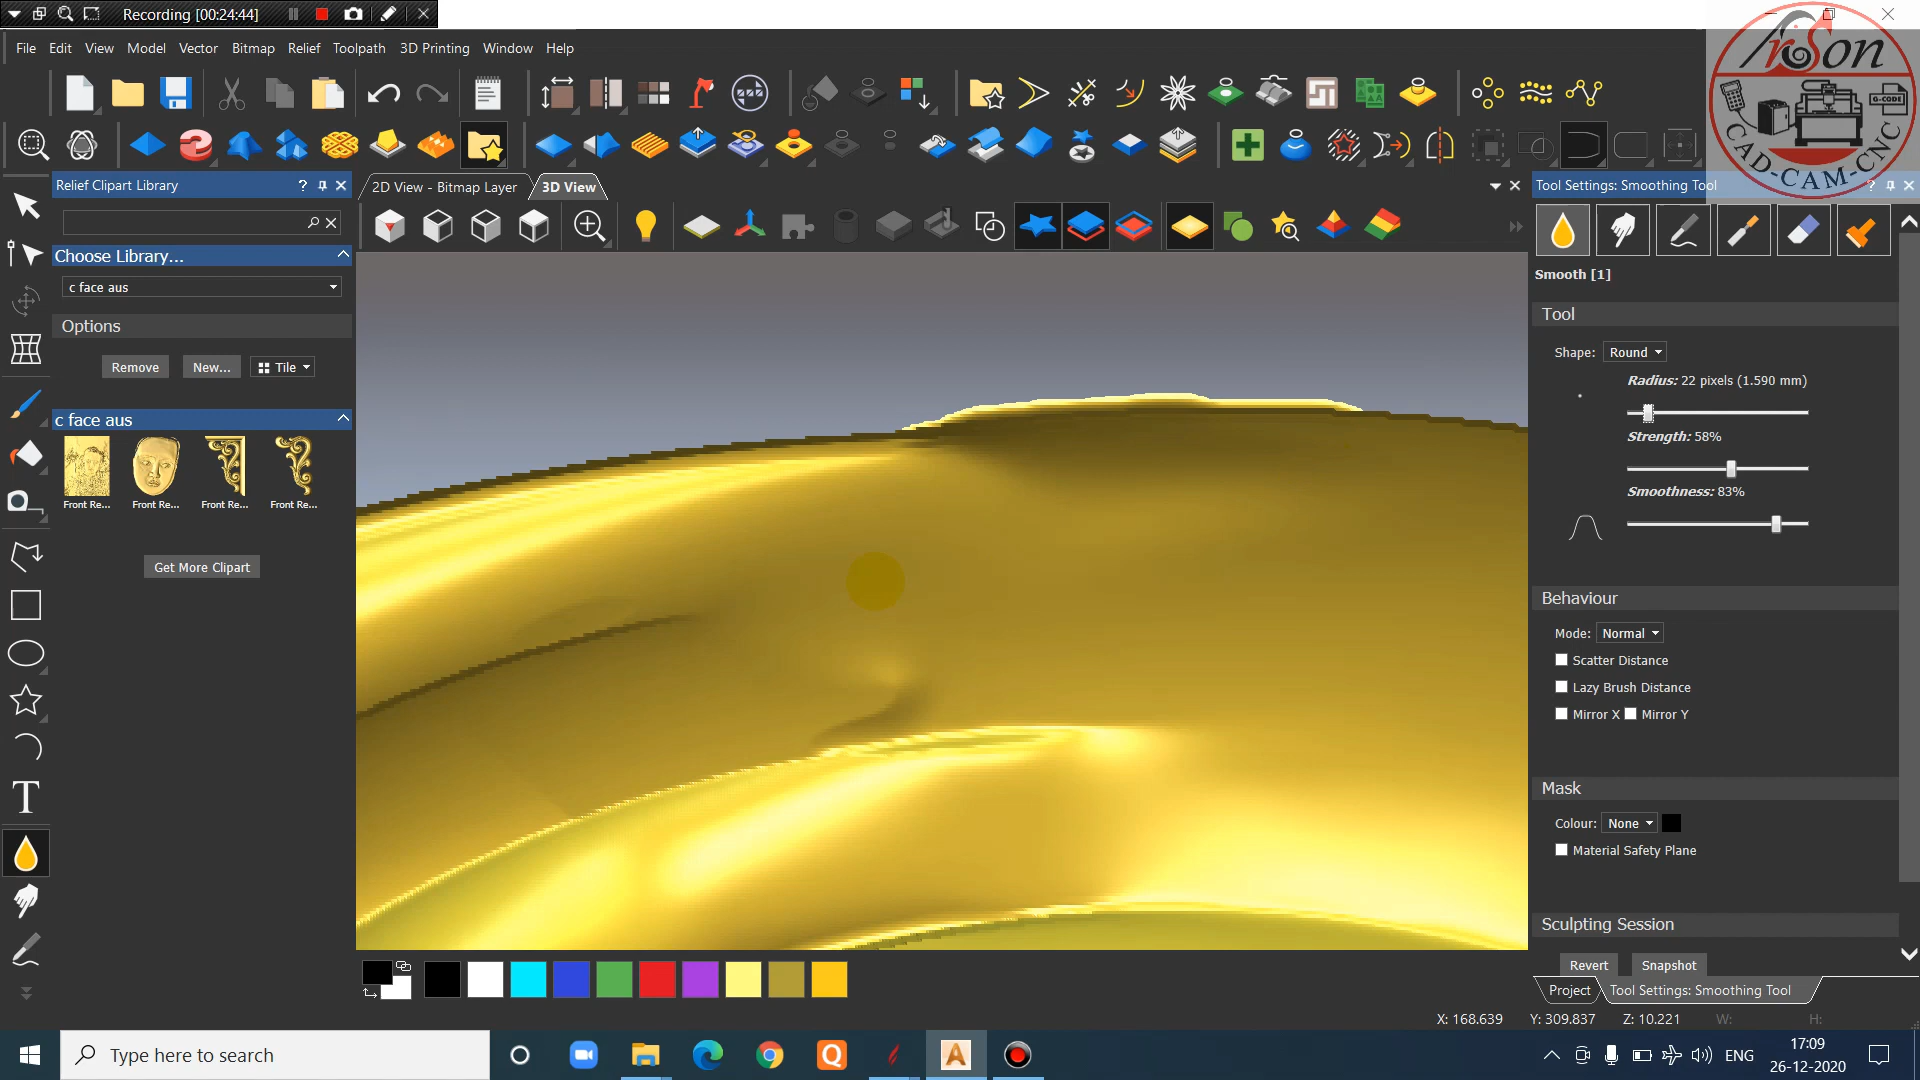 Recording [00:24:44]
File Edit View Model Vector Bitmap Relief Toolpath 3D Printing Window Help
Arson
G-CODE
CAD-CAM-CNC
Relief Clipart Library ?
2D View - Bitmap Layer 3D View
Tool Settings: Smoothing Tool ?
Choose Library...
c face aus
Options
Remove New... Tile
c face aus
Front Re... Front Re... Front Re... Front Re...
Get More Clipart
T
Smooth [1]
Tool
Shape: Round
Radius: 22 pixels (1.590 mm)
Strength: 58%
Smoothness: 83%
Behaviour
Mode: Normal
Scatter Distance
Lazy Brush Distance
Mirror X Mirror Y
Mask
Colour: None
Material Safety Plane
Sculpting Session
Revert Snapshot
Project Tool Settings: Smoothing Tool
X: 168.639 Y: 309.837 Z: 10.221 W: H:
Type here to search
Q
A
ENG
17:09
26-12-2020